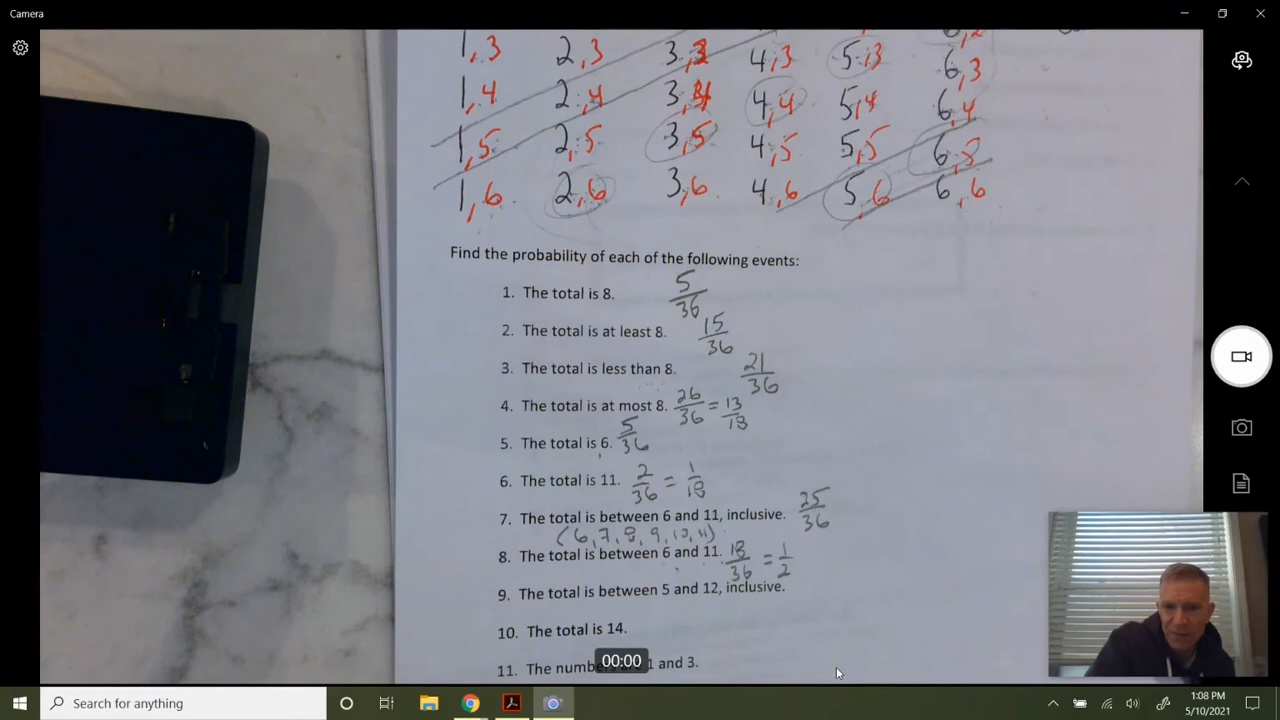 Camera
1,3 2,3 3,3 4,3 5,3 6,3
1,4 2,4 3,4 4,4 5,4 6,4
1,5 2,5 3,5 4,5 5,5 6,5
1,6 2,6 3,6 4,6 5,6 6,6
Find the probability of each of the following events:
1. The total is 8. 5/36
2. The total is at least 8. 15/36
3. The total is less than 8. 21/36
4. The total is at most 8. 26/36 = 13/18
5. The total is 6. 5/36
6. The total is 11. 2/36 = 1/18
7. The total is between 6 and 11, inclusive. 25/36
(6,7,8,9,10,11)
8. The total is between 6 and 11. 18/36 = 1/2
9. The total is between 5 and 12, inclusive.
10. The total is 14.
11. The 1 and 3.
00:00
Search for anything
1:08 PM
5/10/2021